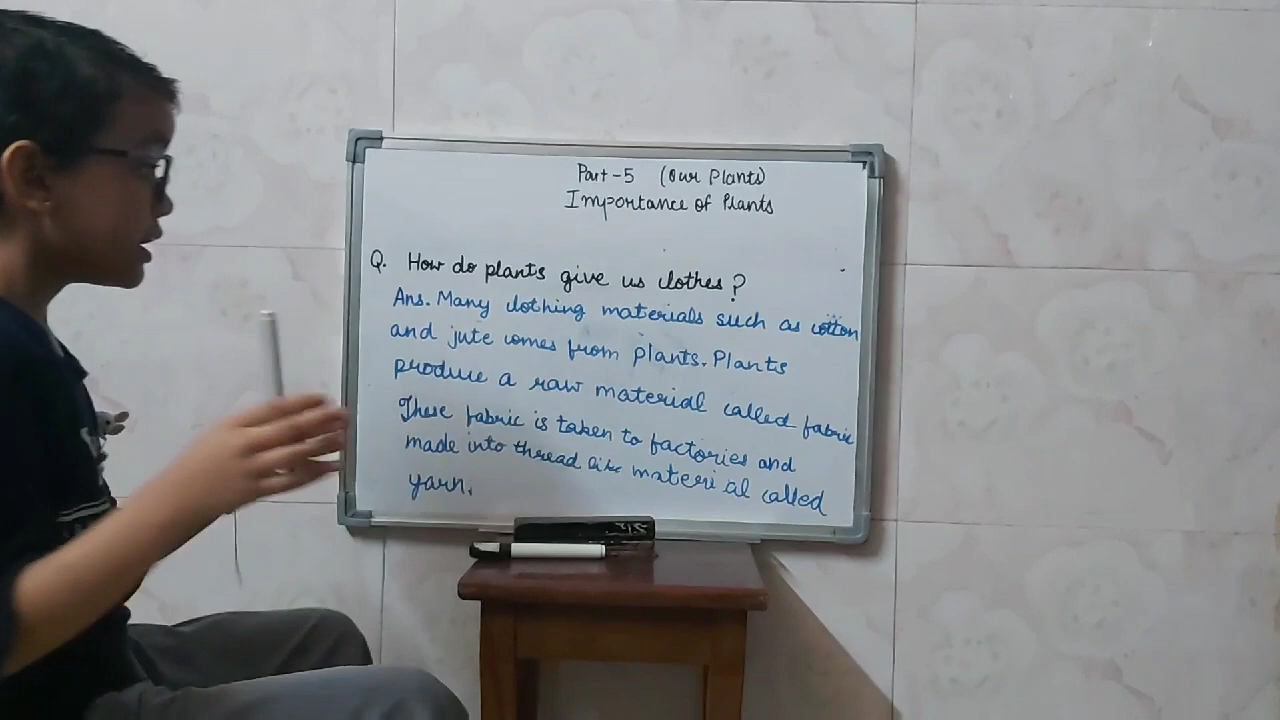 Part-5 (Our Plants)
Importance of Plants
Q. How do plants give us clothes?
Ans. Many clothing materials such as cotton
and jute comes from plants. Plants
produce a raw material called fabric
These fabric is taken to factories and
made into thread like material called
yarn.